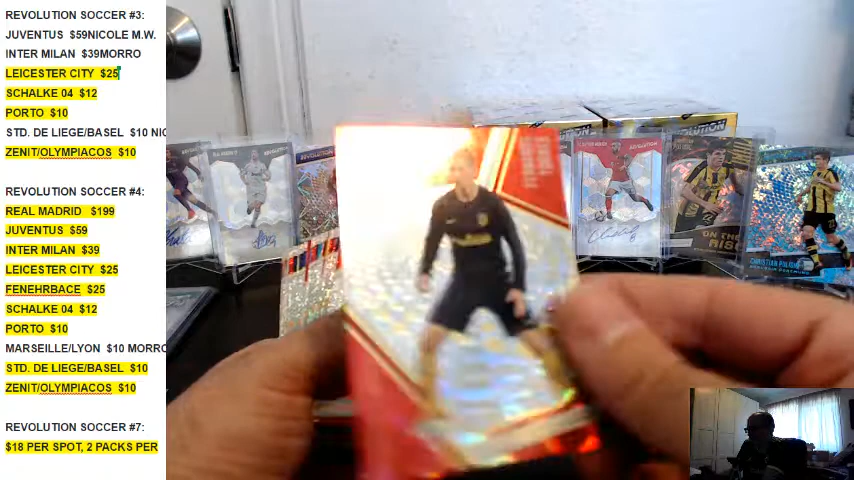 REVOLUTION SOCCER #3:
JUVENTUS $59NICOLE M.W.
INTER MILAN $39MORRO
LEICESTER CITY $25
SCHALKE 04 $12
PORTO $10
STD. DE LIEGE/BASEL $10 NIC
ZENIT/OLYMPIACOS $10
REVOLUTION SOCCER #4:
REAL MADRID $199
JUVENTUS $59
INTER MILAN $39
LEICESTER CITY $25
FENEHRBACE $25
SCHALKE 04 $12
PORTO $10
MARSEILLE/LYON $10 MORRO
STD. DE LIEGE/BASEL $10
ZENIT/OLYMPIACOS $10
REVOLUTION SOCCER #7:
$18 PER SPOT, 2 PACKS PER
REVOLUTION
ON THE
CHRISTIAN PULISIC